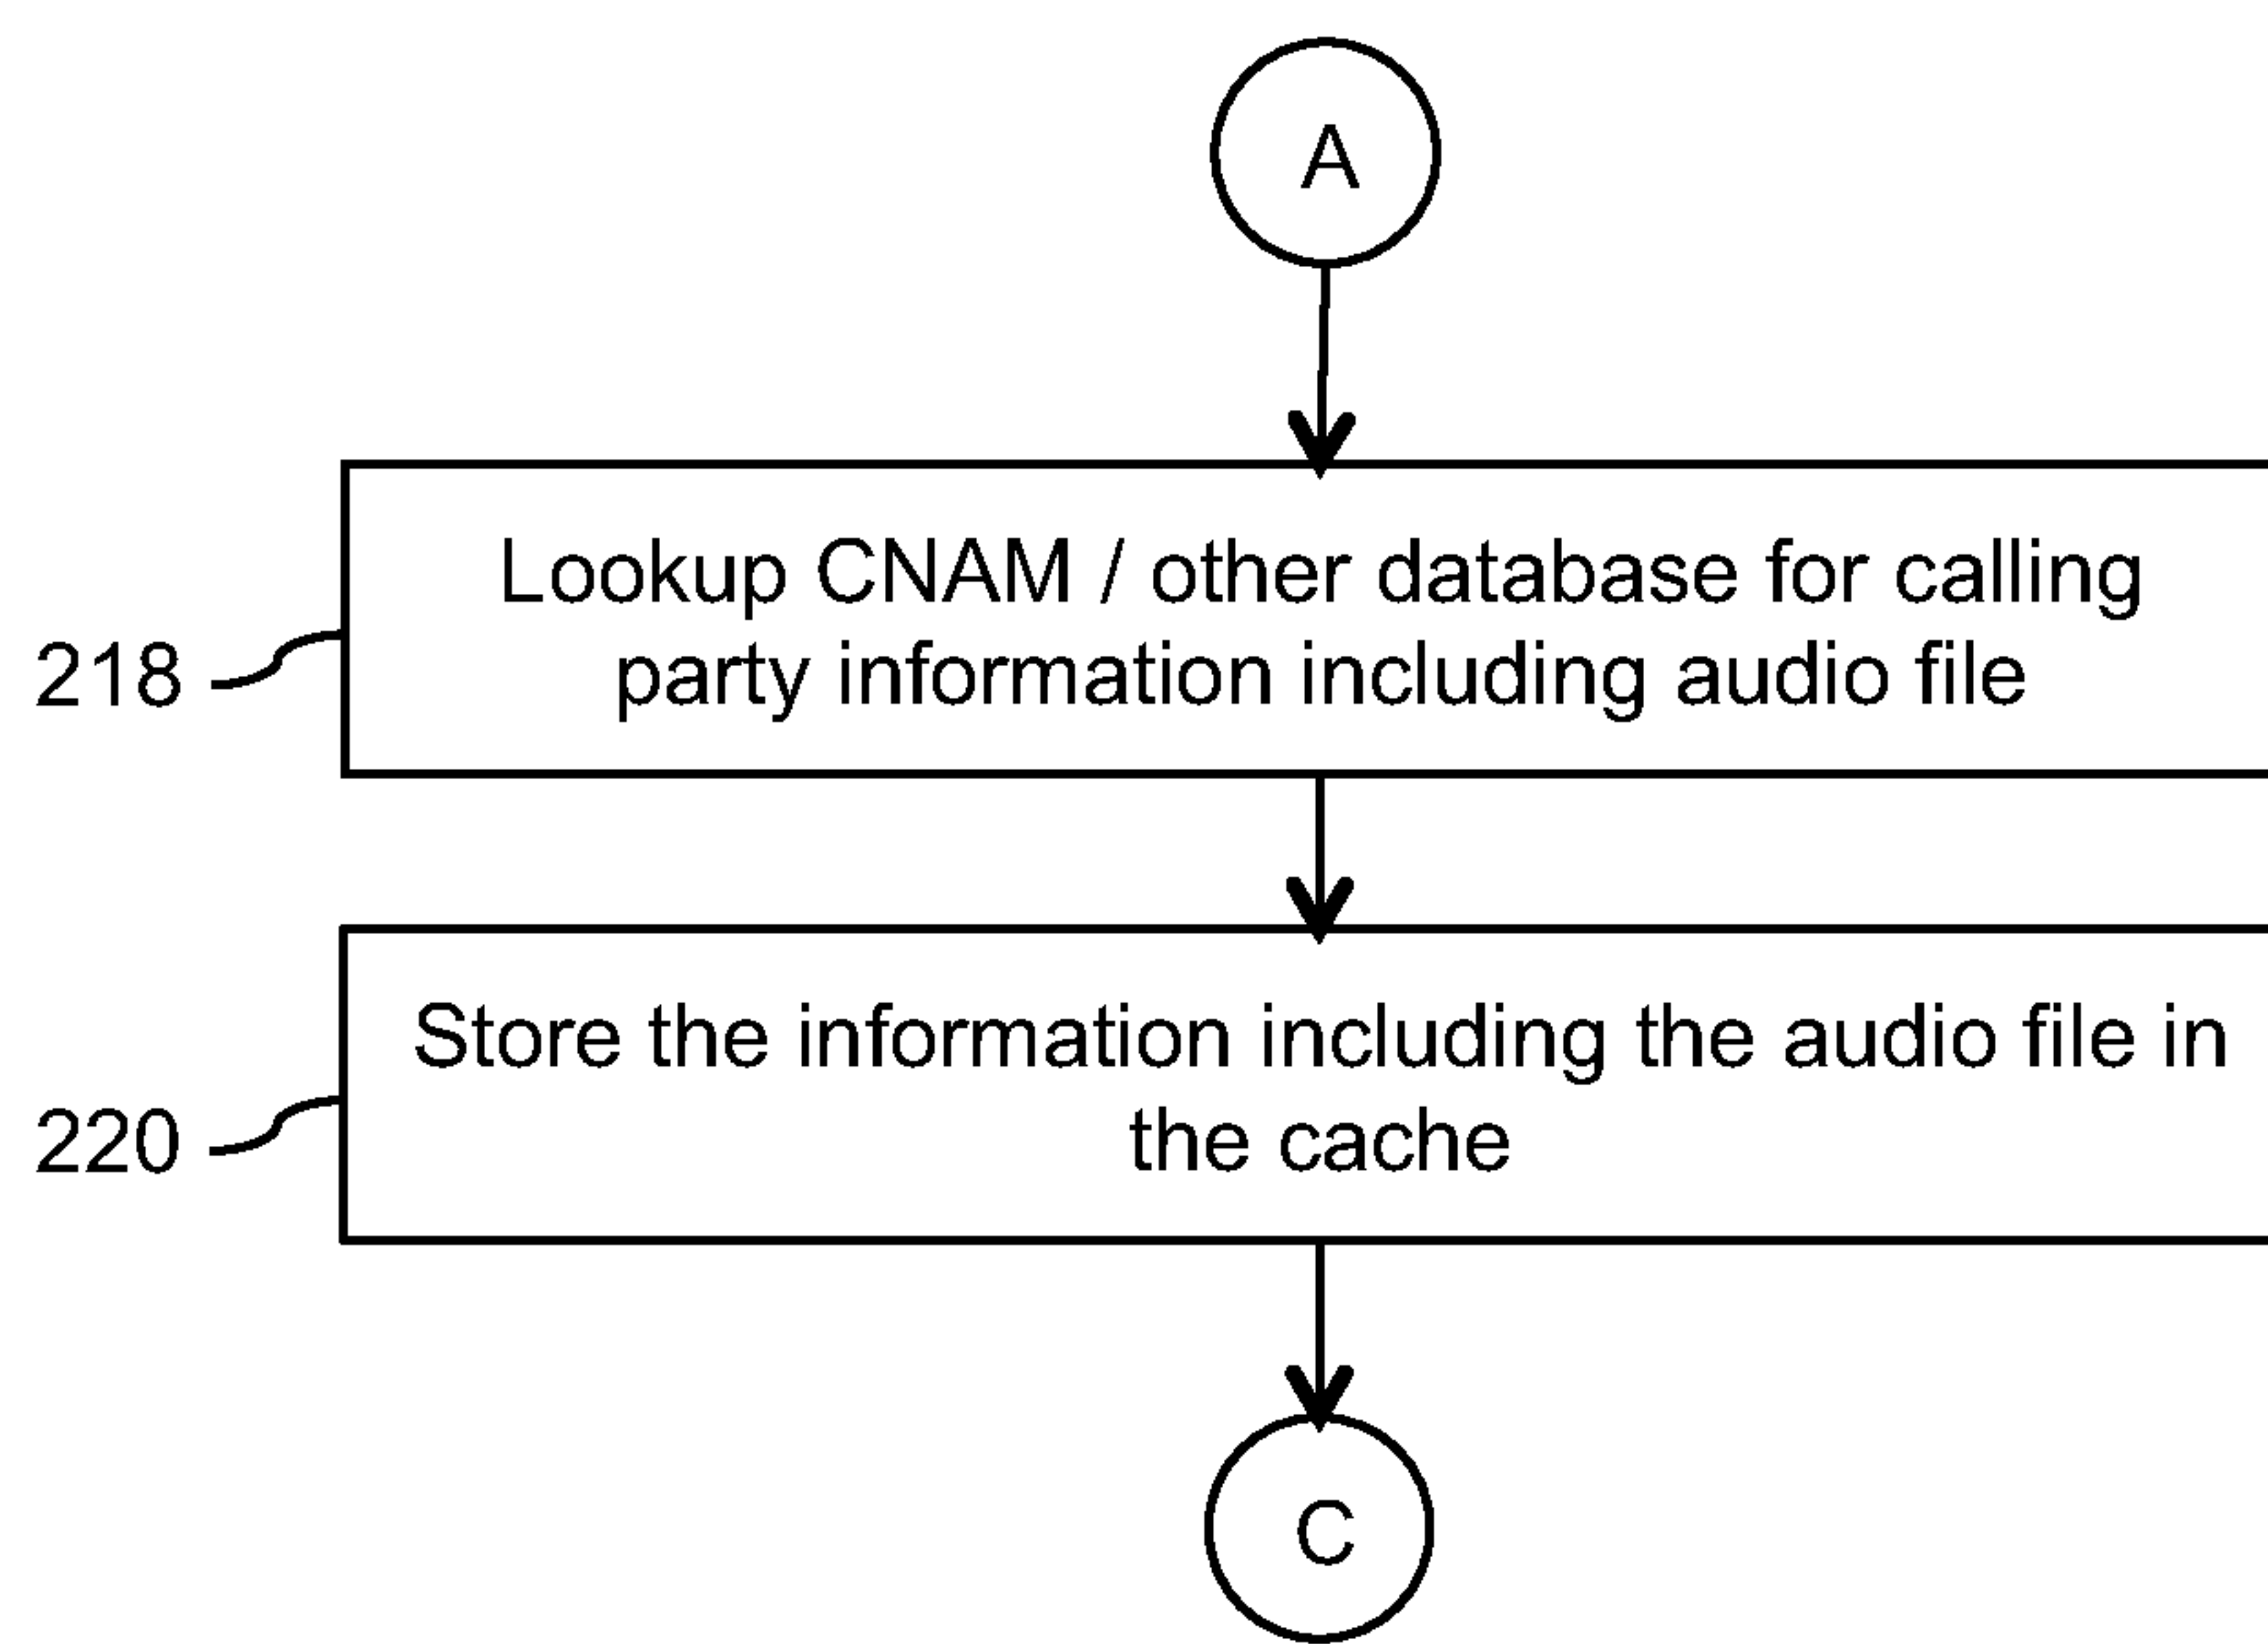 A
Lookup CNAM / other database for calling
party information including audio file
218
Store the information including the audio file in
the cache
220
C